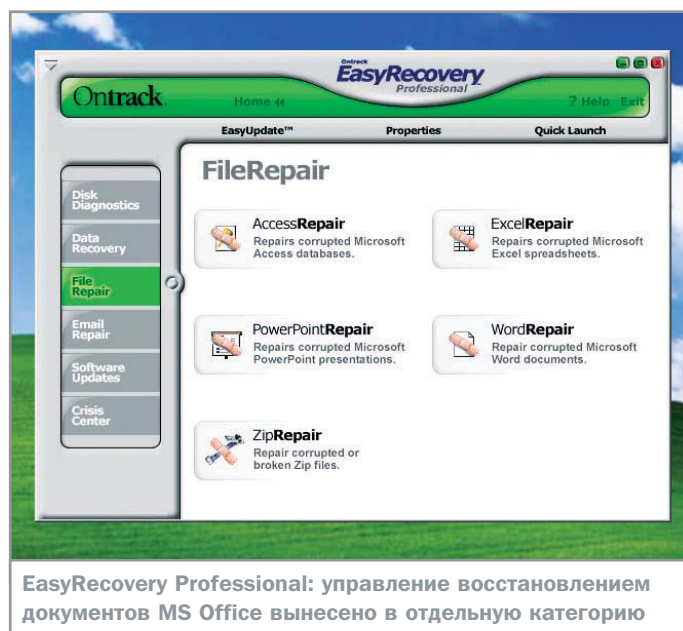 Ontrack
EasyRecovery
Professional
Ontrack
Home
? Help Exit
EasyUpdate™ Properties Quick Launch
Disk
Diagnostics
Data
Recovery
File
Repair
Email
Repair
Software
Updates
Crisis
Center
FileRepair
AccessRepair
Repairs corrupted Microsoft
Access databases.
ExcelRepair
Repairs corrupted Microsoft
Excel spreadsheets.
PowerPointRepair
Repairs corrupted Microsoft
PowerPoint presentations.
WordRepair
Repair corrupted Microsoft
Word documents.
ZipRepair
Repair corrupted or
broken Zip files.
EasyRecovery Professional: управление восстановлением
документов MS Office вынесено в отдельную категорию